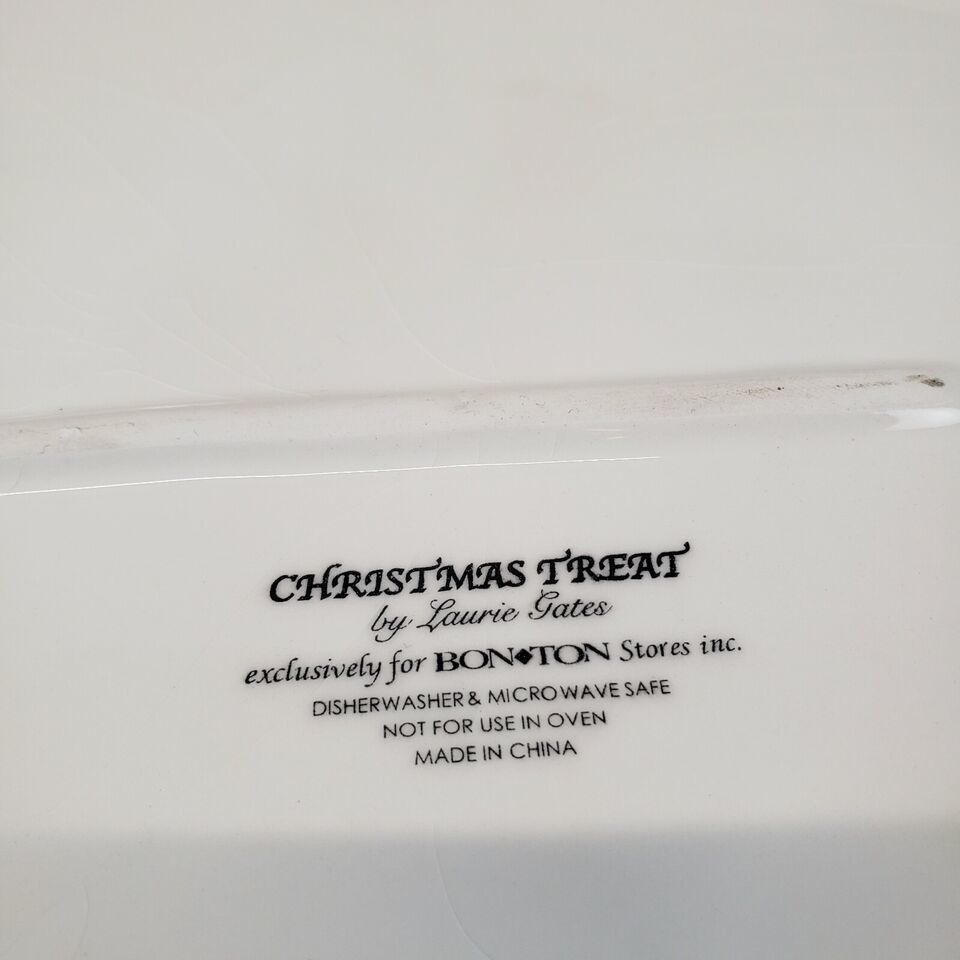 CHRISTMAS TREAT
by Laurie Gates
exclusively for BON◆TON Stores inc.
DISHERWASHER & MICROWAVE SAFE
NOT FOR USE IN OVEN
MADE IN CHINA